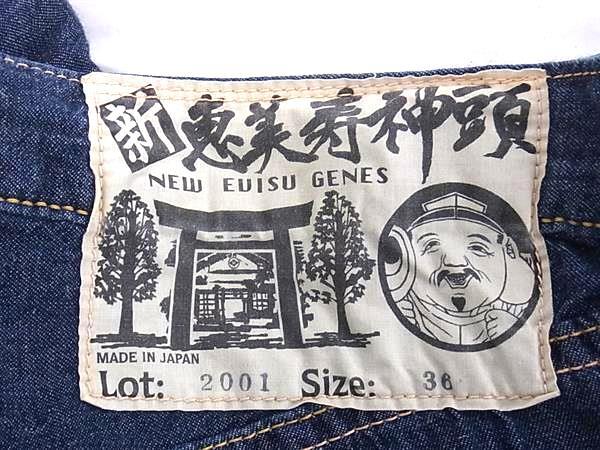 新 恵美寿神頭
NEW EVISU GENES
MADE IN JAPAN
Lot: 2001 Size: 36